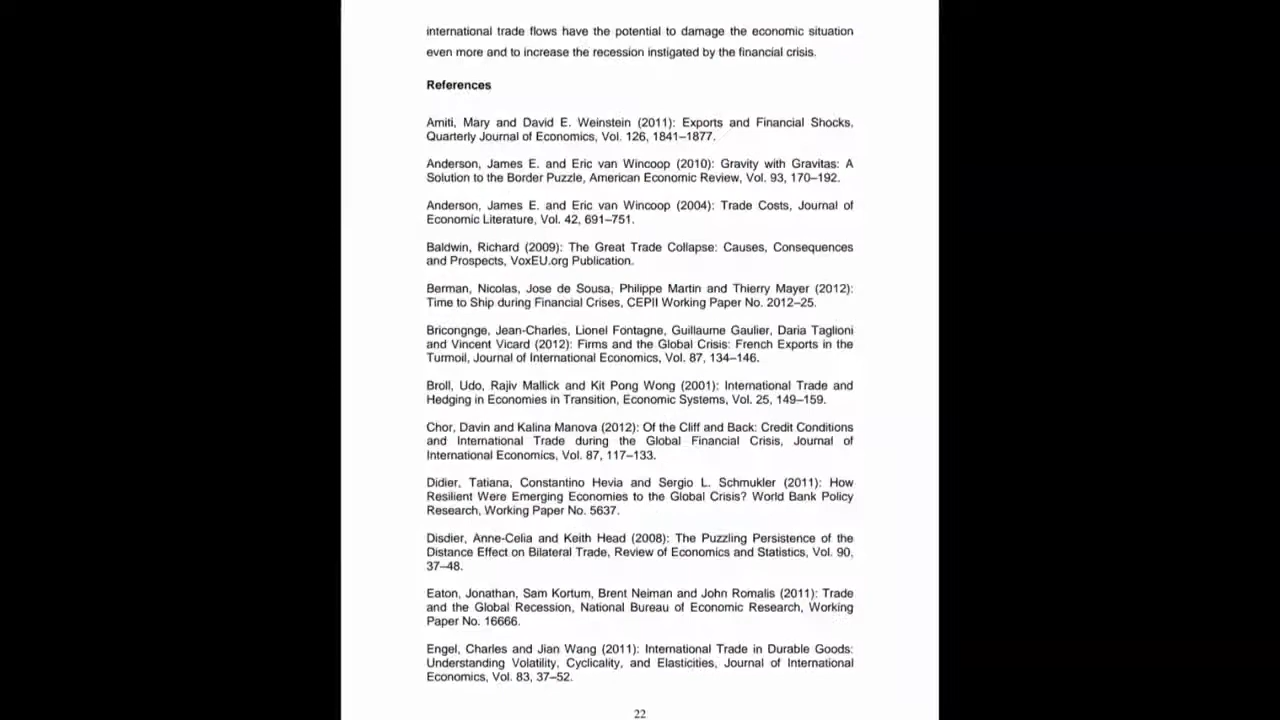 international trade flows have the potential to damage the economic situation
even more and to increase the recession instigated by the financial crisis.
References
Amiti, Mary and David E. Weinstein (2011): Exports and Financial Shocks,
Quarterly Journal of Economics, Vol. 126, 1841–1877.
Anderson, James E. and Eric van Wincoop (2010): Gravity with Gravitas: A
Solution to the Border Puzzle, American Economic Review, Vol. 93, 170–192.
Anderson, James E. and Eric van Wincoop (2004): Trade Costs, Journal of
Economic Literature, Vol. 42, 691–751.
Baldwin, Richard (2009): The Great Trade Collapse: Causes, Consequences
and Prospects, VoxEU.org Publication.
Berman, Nicolas, Jose de Sousa, Philippe Martin and Thierry Mayer (2012):
Time to Ship during Financial Crises, CEPII Working Paper No. 2012–25.
Bricongnge, Jean-Charles, Lionel Fontagne, Guillaume Gaulier, Daria Taglioni
and Vincent Vicard (2012): Firms and the Global Crisis: French Exports in the
Turmoil, Journal of International Economics, Vol. 87, 134–146.
Broll, Udo, Rajiv Mallick and Kit Pong Wong (2001): International Trade and
Hedging in Economies in Transition, Economic Systems, Vol. 25, 149–159.
Chor, Davin and Kalina Manova (2012): Of the Cliff and Back: Credit Conditions
and International Trade during the Global Financial Crisis, Journal of
International Economics, Vol. 87, 117–133.
Didier, Tatiana, Constantino Hevia and Sergio L. Schmukler (2011): How
Resilient Were Emerging Economies to the Global Crisis? World Bank Policy
Research, Working Paper No. 5637.
Disdier, Anne-Celia and Keith Head (2008): The Puzzling Persistence of the
Distance Effect on Bilateral Trade, Review of Economics and Statistics, Vol. 90,
37–48.
Eaton, Jonathan, Sam Kortum, Brent Neiman and John Romalis (2011): Trade
and the Global Recession, National Bureau of Economic Research, Working
Paper No. 16666.
Engel, Charles and Jian Wang (2011): International Trade in Durable Goods:
Understanding Volatility, Cyclicality, and Elasticities, Journal of International
Economics, Vol. 83, 37–52.
22